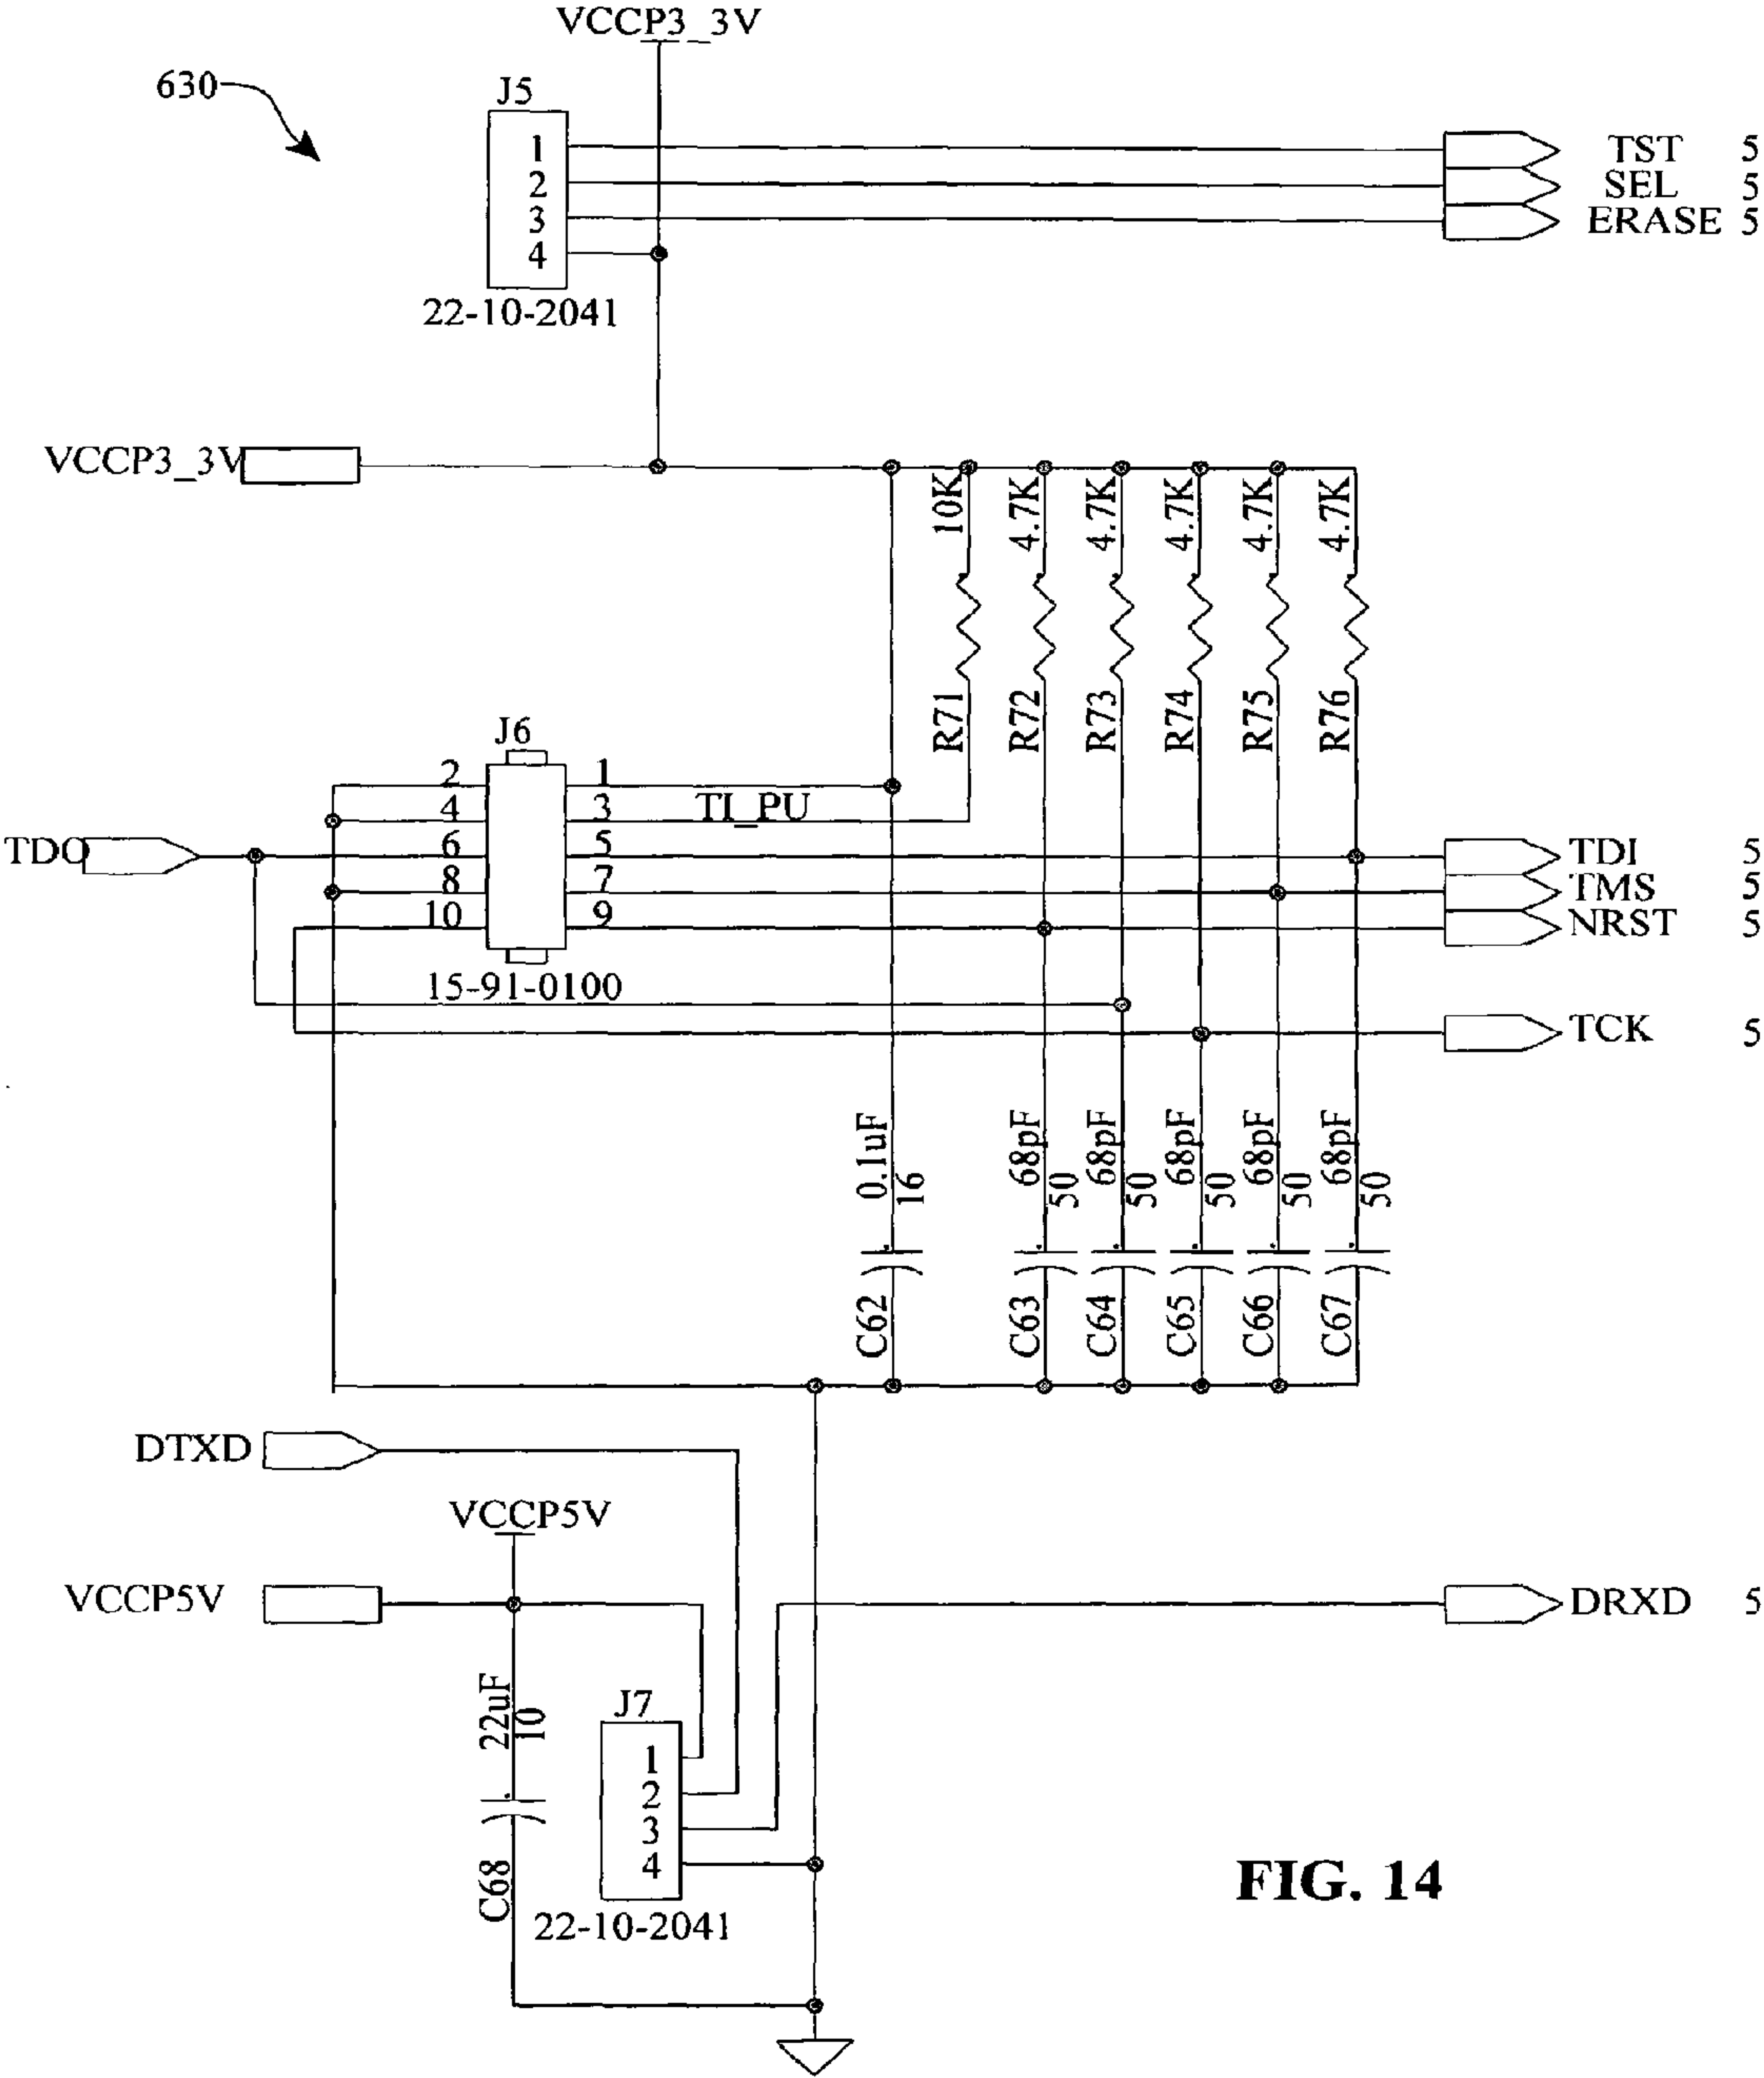 VCCP3_3V
630
J5
1
2
3
4
22-10-2041
TST 5
SEL 5
ERASE 5
VCCP3_3V
10K
4.7K
4.7K
4.7K
4.7K
4.7K
R71
R72
R73
R74
R75
R76
J6
2 1
4 3
6 5
8 7
10 9
TI_PU
15-91-0100
TDO
TDI 5
TMS 5
NRST 5
TCK 5
0.1uF
16
68pF
50
68pF
50
68pF
50
68pF
50
68pF
50
C62
C63
C64
C65
C66
C67
DTXD
VCCP5V
VCCP5V
DRXD 5
22uF
10
C68
J7
1
2
3
4
22-10-2041
FIG. 14